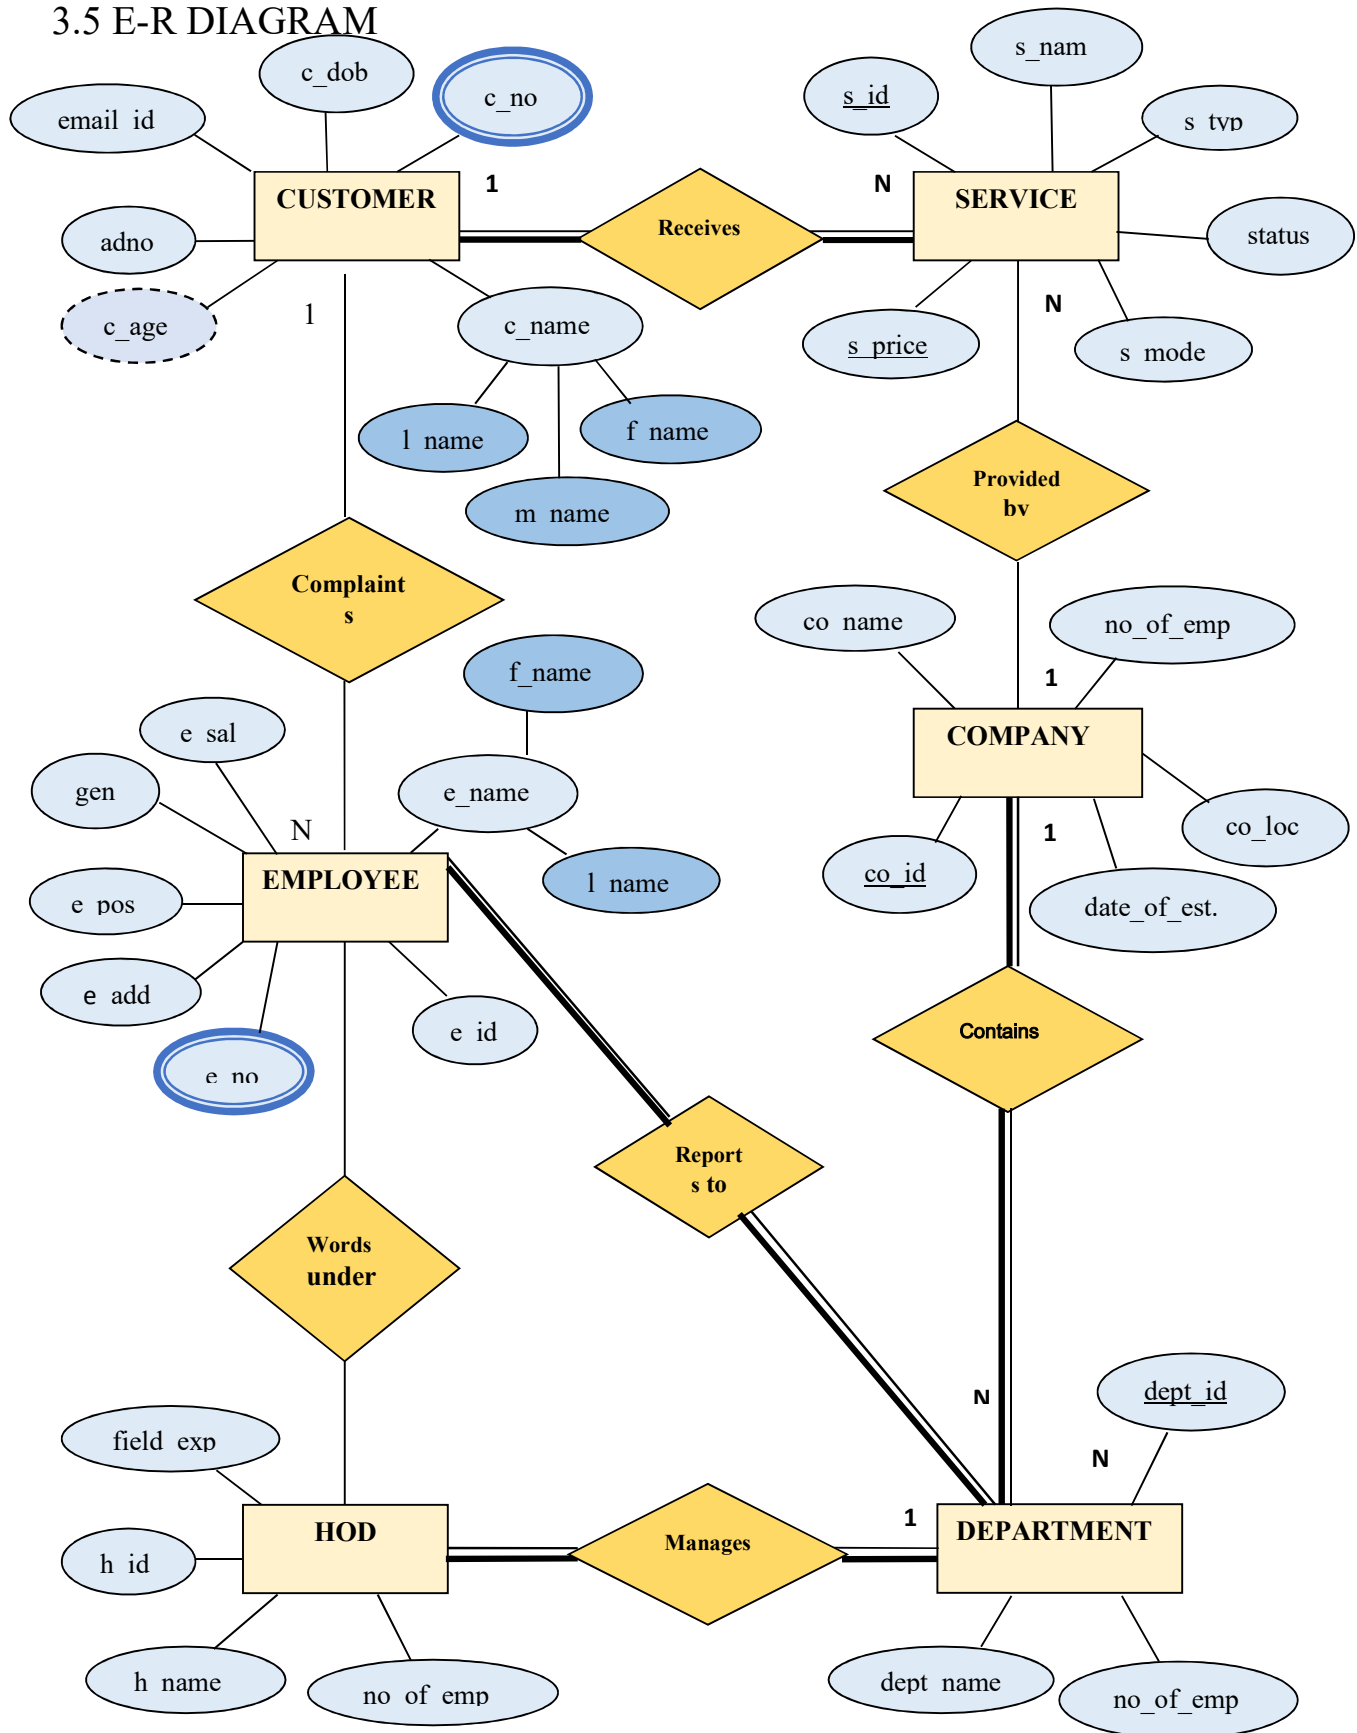 3.5 E-R DIAGRAM
c_dob
c_no
s_nam
s_id
email id
s typ
CUSTOMER
1
N
SERVICE
Receives
adno
status
c_age
1
c_name
N
s price
s mode
l name
f name
m name
Provided
by
Complaint
s
co name
no_of_emp
f_name
1
e sal
COMPANY
gen
e_name
N
1
co_loc
EMPLOYEE
l name
co_id
e pos
date_of_est.
e add
e id
Contains
e no
Report
s to
Words
under
N
dept_id
field exp
N
HOD
1
DEPARTMENT
Manages
h id
h name
no of emp
dept name
no_of_emp